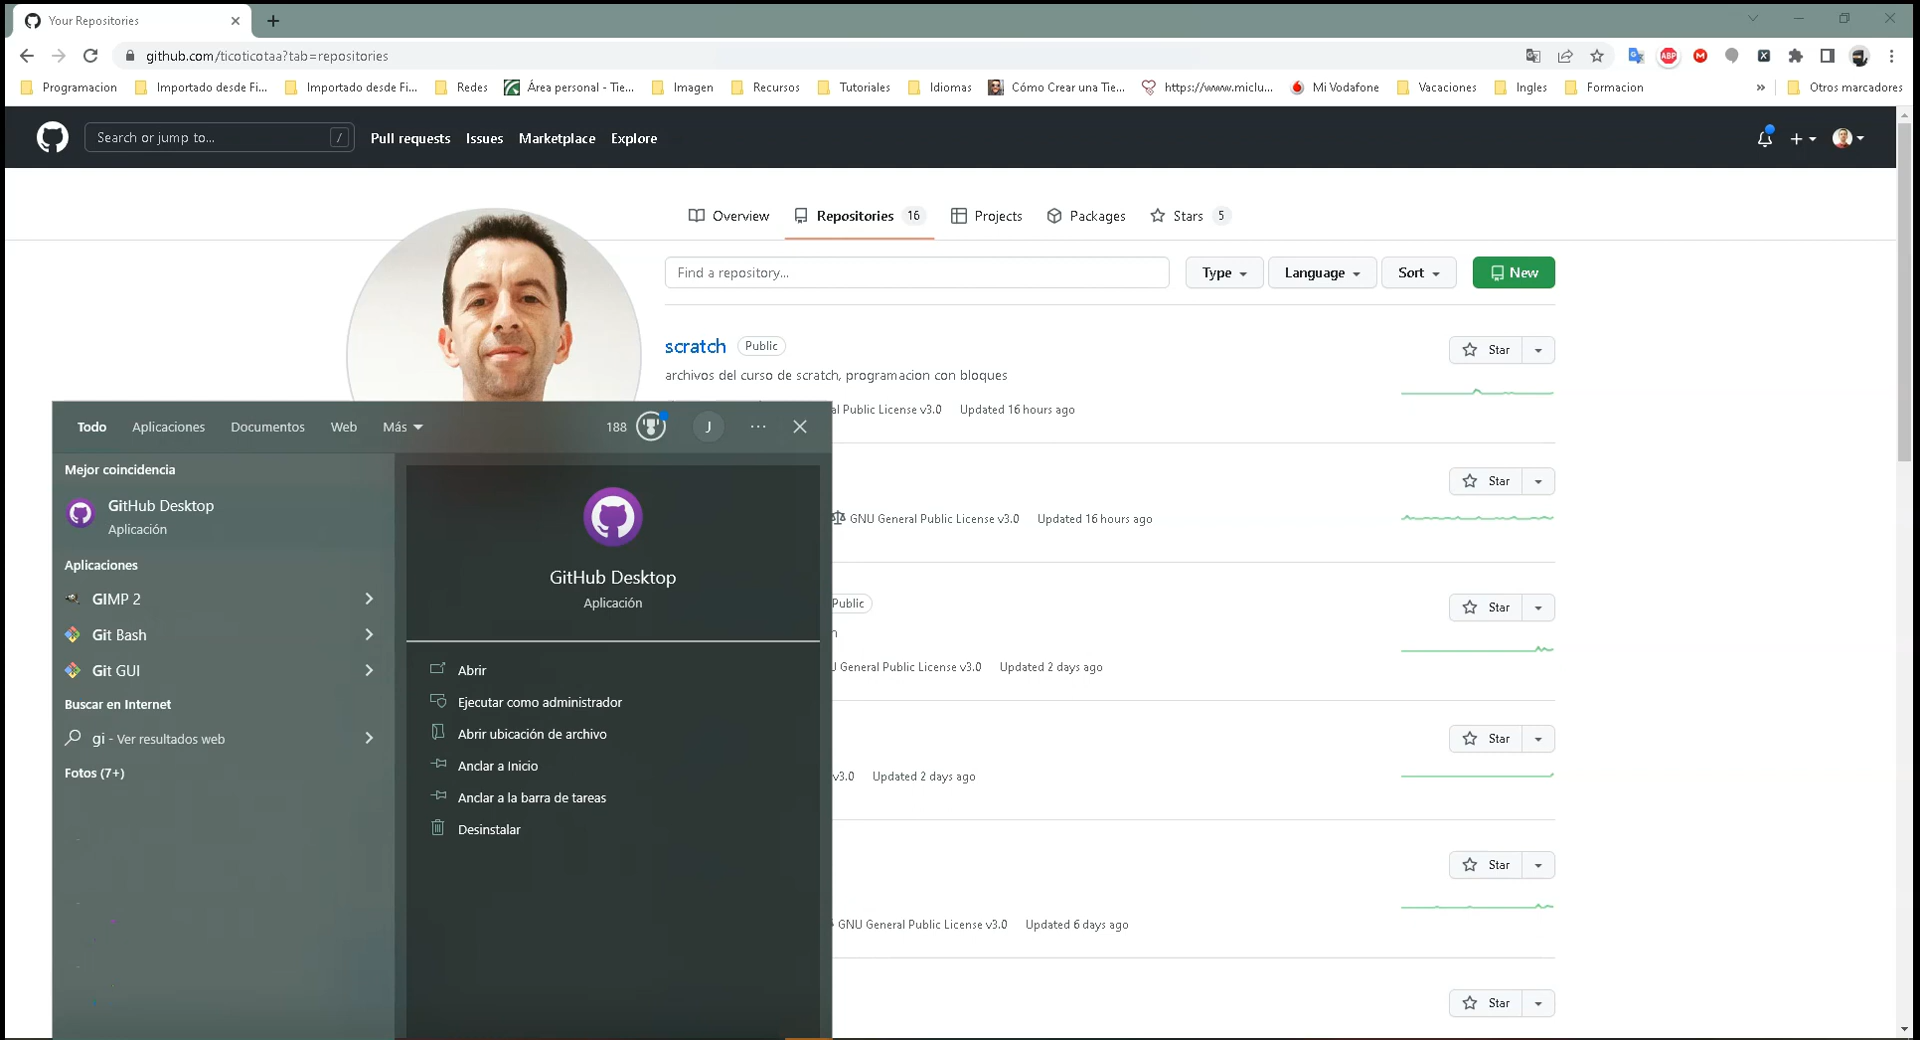 Your Repositories
github.com/ticoticotaa?tab=repositories
Programacion Importado desde Fi... Importado desde Fi... Redes Área personal - Tie... Imagen Recursos Tutoriales Idiomas Cómo Crear una Tie... https://www.miclu... Mi Vodafone Vacaciones Ingles Formacion » Otros marcadores
Search or jump to... / Pull requests Issues Marketplace Explore
Overview Repositories 16 Projects Packages Stars 5
Find a repository... Type Language Sort New
scratch Public Star
archivos del curso de scratch, programacion con bloques
al Public License v3.0 Updated 16 hours ago
Star
GNU General Public License v3.0 Updated 16 hours ago
Public Star
n
General Public License v3.0 Updated 2 days ago
Star
v3.0 Updated 2 days ago
Star
GNU General Public License v3.0 Updated 6 days ago
Star
Todo Aplicaciones Documentos Web Más 188 J ...
Mejor coincidencia
GitHub Desktop
Aplicación
Aplicaciones
GIMP 2
Git Bash
Git GUI
Buscar en Internet
gi - Ver resultados web
Fotos (7+)
GitHub Desktop
Aplicación
Abrir
Ejecutar como administrador
Abrir ubicación de archivo
Anclar a Inicio
Anclar a la barra de tareas
Desinstalar
ABP
M